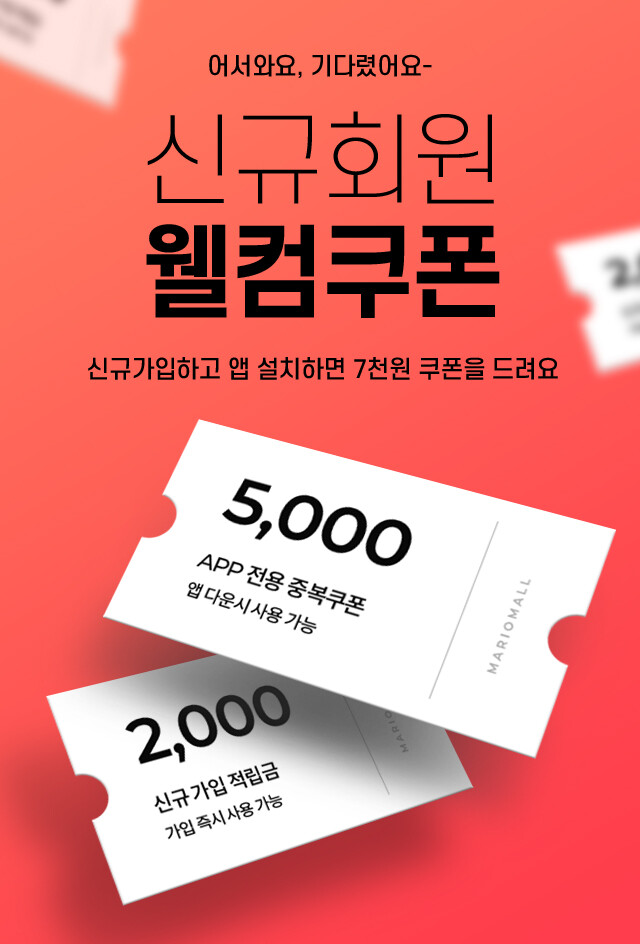 어서와요, 기다렸어요-
신규회원
웰컴쿠폰
신규가입하고 앱 설치하면 7천원 쿠폰을 드려요
5,000
APP 전용 중복쿠폰
앱 다운시 사용 가능
MARIOMALL
2,000
신규 가입 적립금
가입 즉시 사용 가능
MARIO